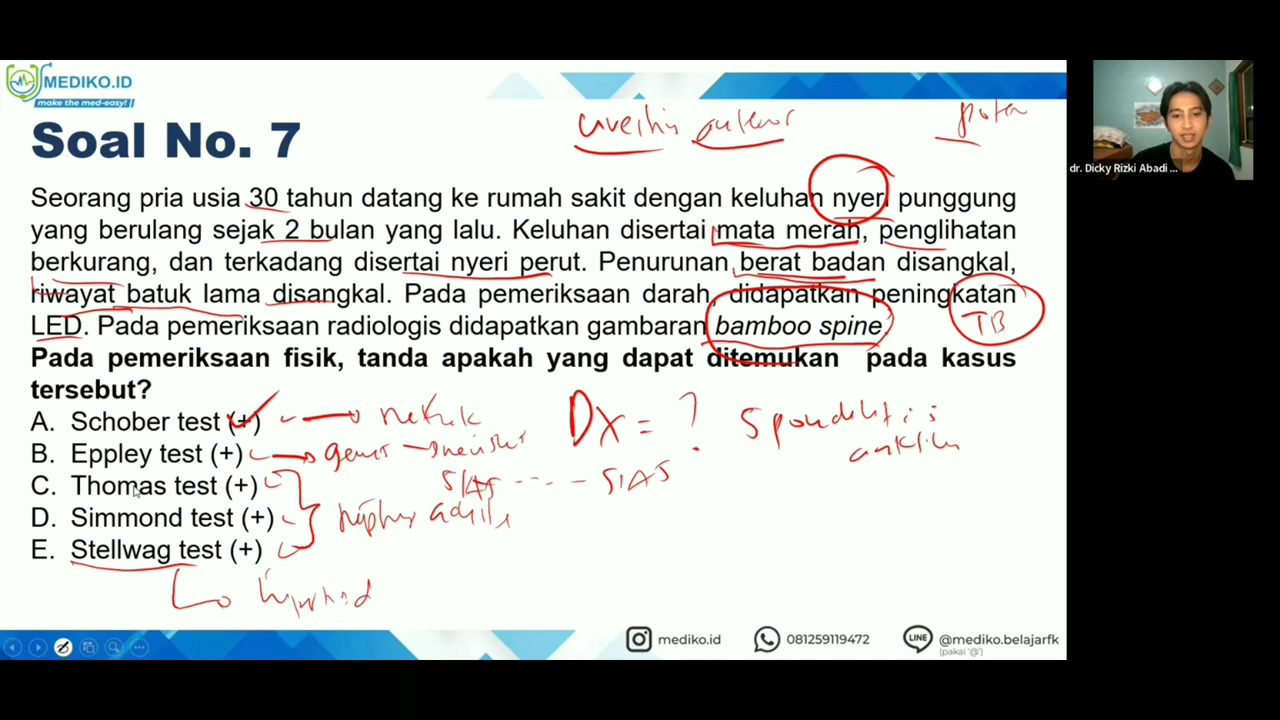 MEDIKO.ID
make the med-easy!
Soal No. 7
uveitis anterior
dr. Dicky Rizki Abadi ...
Seorang pria usia 30 tahun datang ke rumah sakit dengan keluhan nyeri punggung
yang berulang sejak 2 bulan yang lalu. Keluhan disertai mata merah, penglihatan
berkurang, dan terkadang disertai nyeri perut. Penurunan berat badan disangkal,
riwayat batuk lama disangkal. Pada pemeriksaan darah, didapatkan peningkatan
LED. Pada pemeriksaan radiologis didapatkan gambaran bamboo spine.
TB
Pada pemeriksaan fisik, tanda apakah yang dapat ditemukan pada kasus
tersebut?
A. Schober test (+)
B. Eppley test (+)
C. Thomas test (+)
D. Simmond test (+)
E. Stellwag test (+)
DX = ?
SIAS ---- SIAS
mediko.id
081259119472
@mediko.belajarfk
(pakai '@')